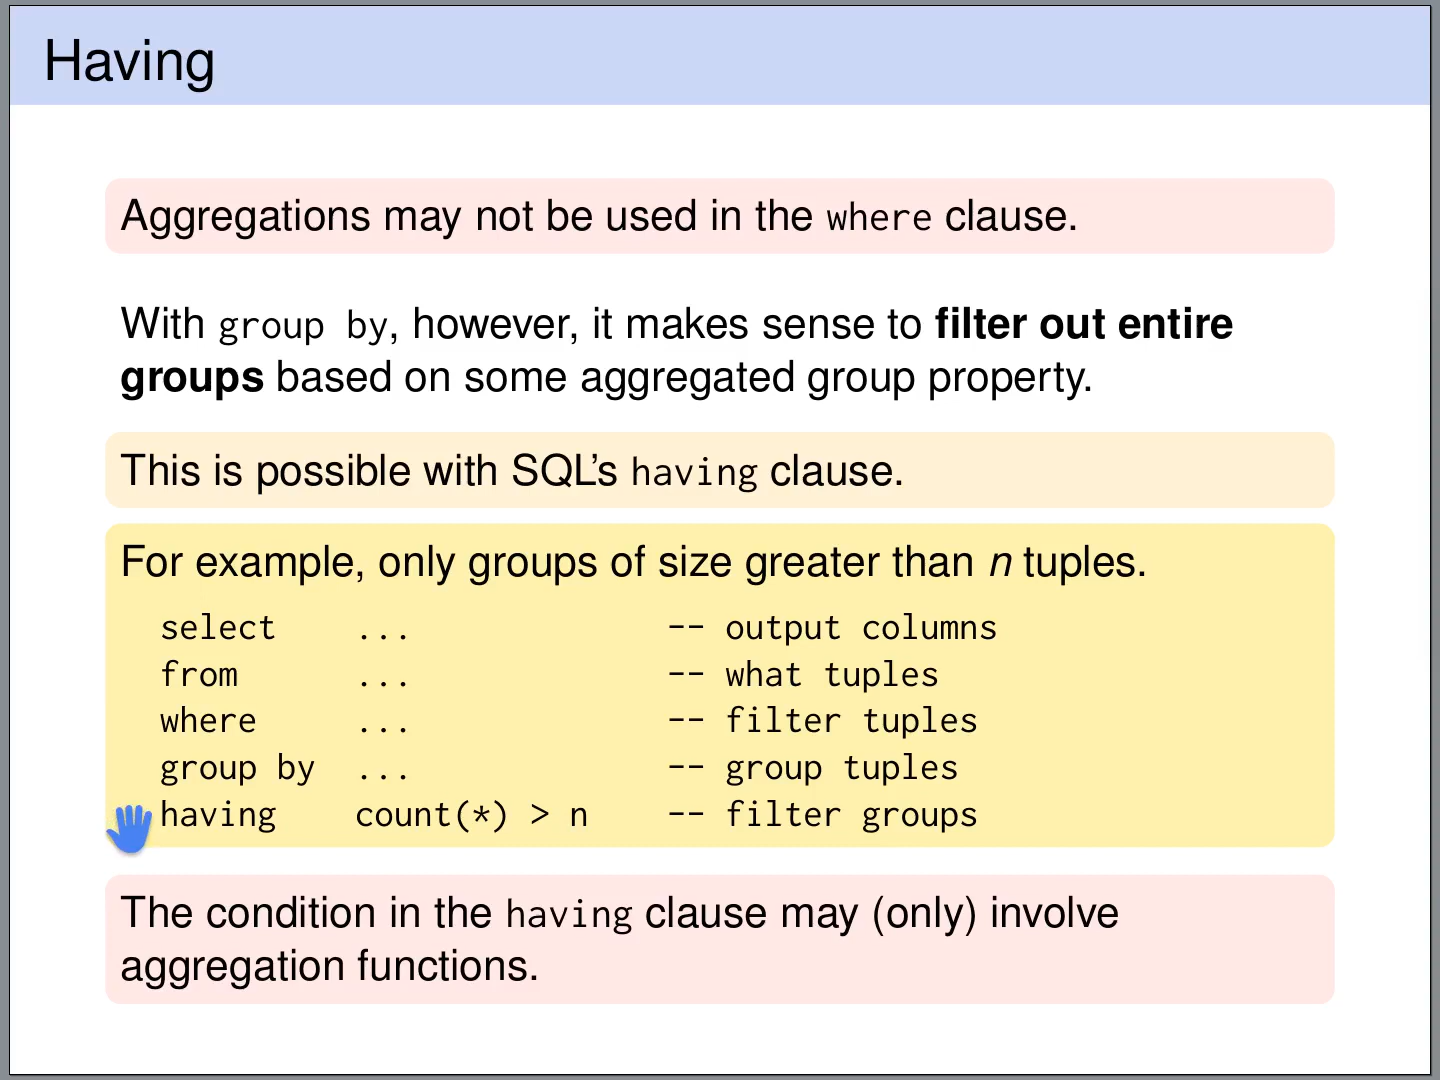 Having
Aggregations may not be used in the where clause.
With group by, however, it makes sense to filter out entire
groups based on some aggregated group property.
This is possible with SQL's having clause.
For example, only groups of size greater than n tuples.
select ... -- output columns
from ... -- what tuples
where ... -- filter tuples
group by ... -- group tuples
having count(*) > n -- filter groups
The condition in the having clause may (only) involve
aggregation functions.